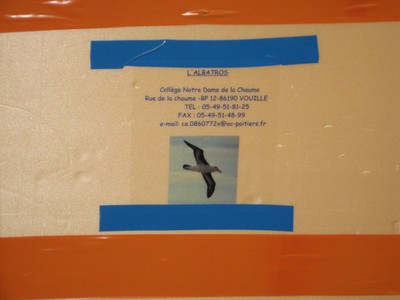 L'ALBATROS
Collège Notre Dame de la Chaume
Rue de la chaume -BP 12-86190 VOUILLE
TEL : 05-49-51-81-25
FAX : 05-49-51-48-99
e-mail: ce.0860772x@ac-poitiers.fr